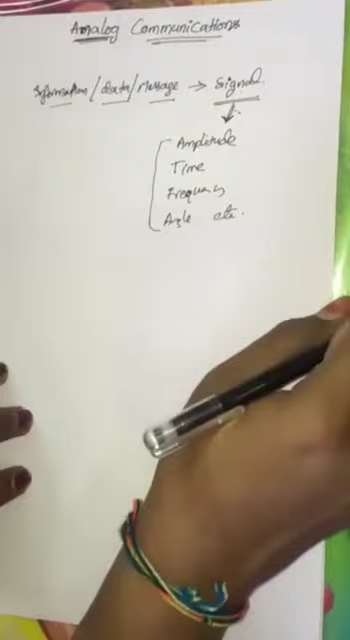 Analog Communications
Information / data / Message → Signal
↓
Amplitude
Time
Frequency
Angle etc.